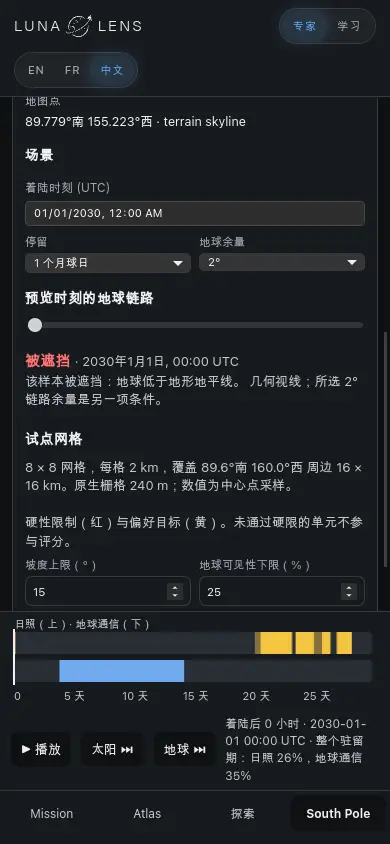 LUNA LENS
专家 学习
EN FR 中文
地图点
89.779°南 155.223°西 · terrain skyline
场景
着陆时刻 (UTC)
01/01/2030, 12:00 AM
停留 地球余量
1 个月球日 2°
预览时刻的地球链路
被遮挡 · 2030年1月1日, 00:00 UTC
该样本被遮挡：地球低于地形地平线。 几何视线；所选 2°
链路余量是另一项条件。
试点网格
8 × 8 网格，每格 2 km，覆盖 89.6°南 160.0°西 周边 16 ×
16 km。原生栅格 240 m；数值为中心点采样。
硬性限制（红）与偏好目标（黄）。未通过硬限的单元不参
与评分。
坡度上限（°） 地球可见性下限（%）
15 25
日照（上）· 地球通信（下）
0 5 天 10 天 15 天 20 天 25 天
▶ 播放 太阳 ⏭ 地球 ⏭
着陆后 0 小时 · 2030-01-
01 00:00 UTC · 整个驻留
期：日照 26%，地球通信
35%
Mission Atlas 探索 South Pole